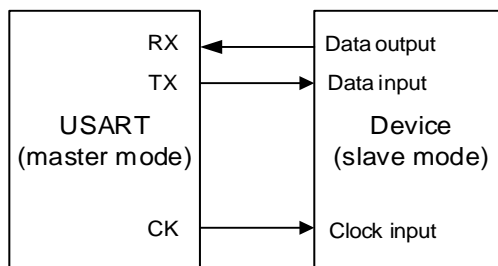 RX
Data output
TX
Data input
USART
(master mode)
Device
(slave mode)
CK
Clock input